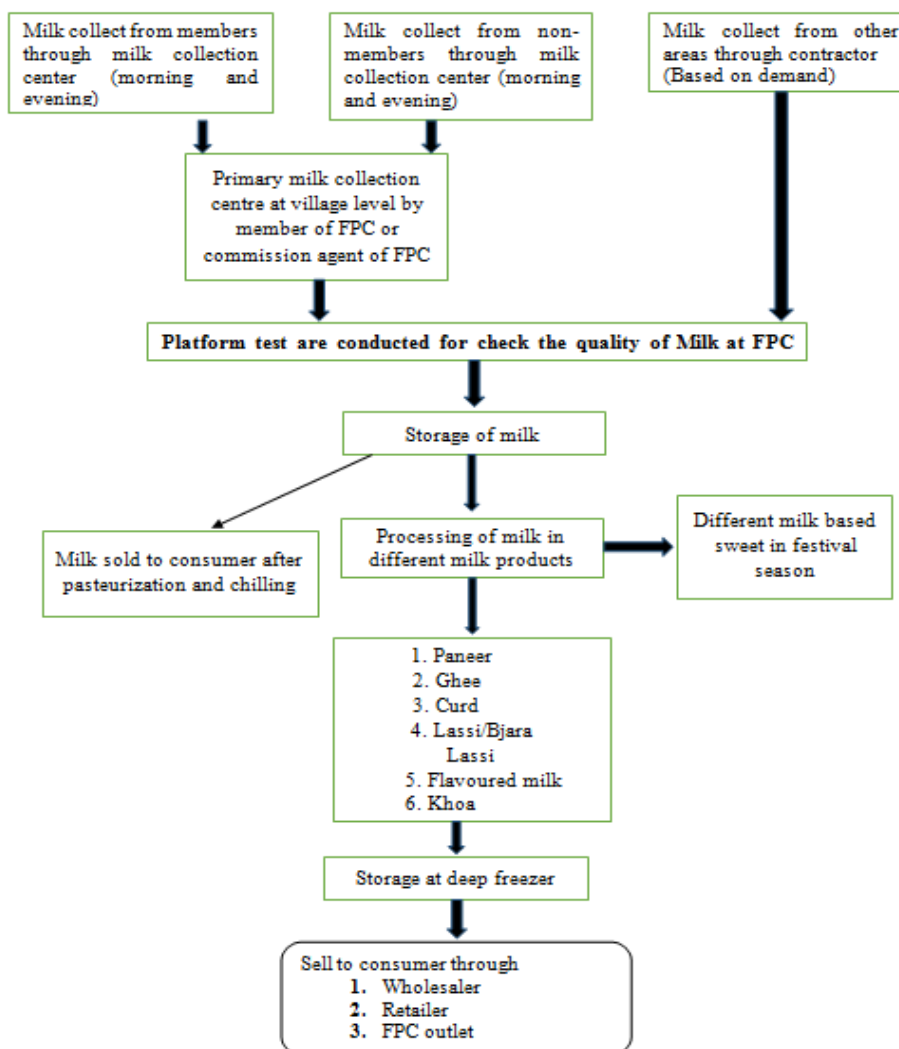 Milk collect from members
through milk collection
center (morning and
evening)
Milk collect from non-
members through milk
collection center (morning
and evening)
Milk collect from other
areas through contractor
(Based on demand)
Primary milk collection
centre at village level by
member of FPC or
commission agent of FPC
Platform test are conducted for check the quality of Milk at FPC
Storage of milk
Milk sold to consumer after
pasteurization and chilling
Processing of milk in
different milk products
Different milk based
sweet in festival
season
1. Paneer
2. Ghee
3. Curd
4. Lassi/Bjara
Lassi
5. Flavoured milk
6. Khoa
Storage at deep freezer
Sell to consumer through
1. Wholesaler
2. Retailer
3. FPC outlet